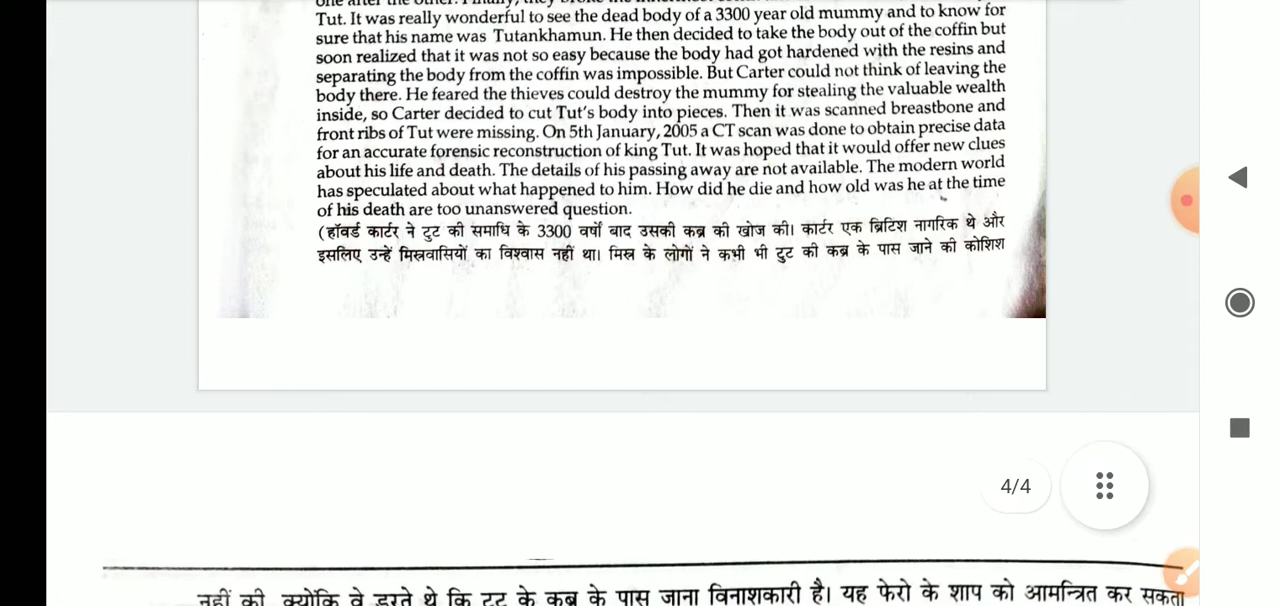 Tut. It was really wonderful to see the dead body of a 3300 year old mummy and to know for
sure that his name was Tutankhamun. He then decided to take the body out of the coffin but
soon realized that it was not so easy because the body had got hardened with the resins and
separating the body from the coffin was impossible. But Carter could not think of leaving the
body there. He feared the thieves could destroy the mummy for stealing the valuable wealth
inside, so Carter decided to cut Tut's body into pieces. Then it was scanned breastbone and
front ribs of Tut were missing. On 5th January, 2005 a CT scan was done to obtain precise data
for an accurate forensic reconstruction of king Tut. It was hoped that it would offer new clues
about his life and death. The details of his passing away are not available. The modern world
has speculated about what happened to him. How did he die and how old was he at the time
of his death are too unanswered question.
(हॉवर्ड कार्टर ने टुट की समाधि के 3300 वर्षों बाद उसकी कब्र की खोज की। कार्टर एक ब्रिटिश नागरिक थे और
इसलिए उन्हें मिस्रवासियों का विश्वास नहीं था। मिस्र के लोगों ने कभी भी टुट की कब्र के पास जाने की कोशिश
4/4
नहीं की क्योंकि वे डरते थे कि टुट के कब्र के पास जाना विनाशकारी है। यह फेरो के शाप को आमन्त्रित कर सकता